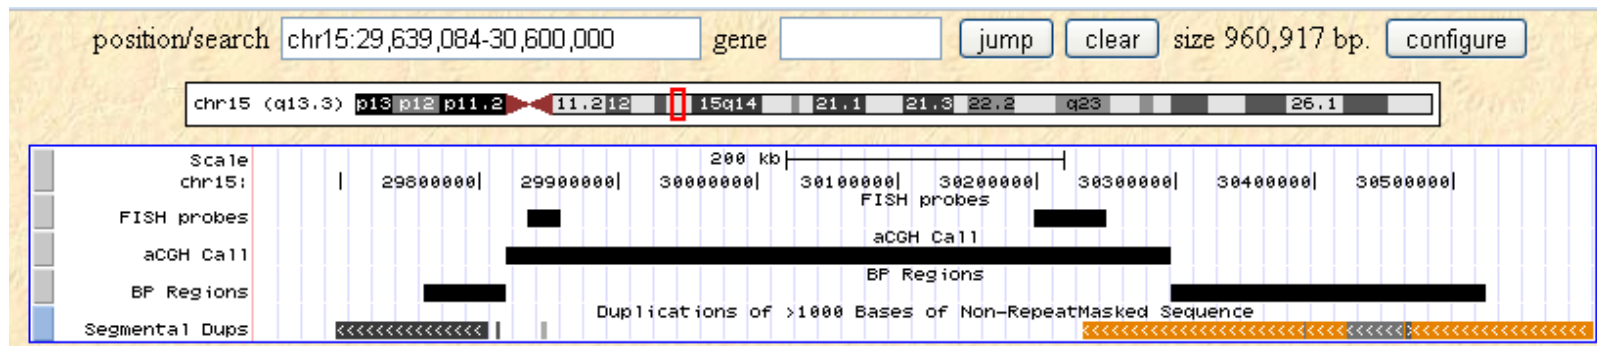 position/search chr15:29,639,084-30,600,000 gene jump clear size 960,917 bp. configure
chr15 (q13.3) p13 p12 p11.2 11.2 12 15q14 21.1 21.3 22.2 q23 26.1
Scale 200 kb
chr15: 29800000 29900000 30000000 30100000 30200000 30300000 30400000 30500000
FISH probes
FISH probes
aCGH Call
aCGH Call
BP Regions
BP Regions
Duplications of >1000 Bases of Non-RepeatMasked Sequence
Segmental Dups